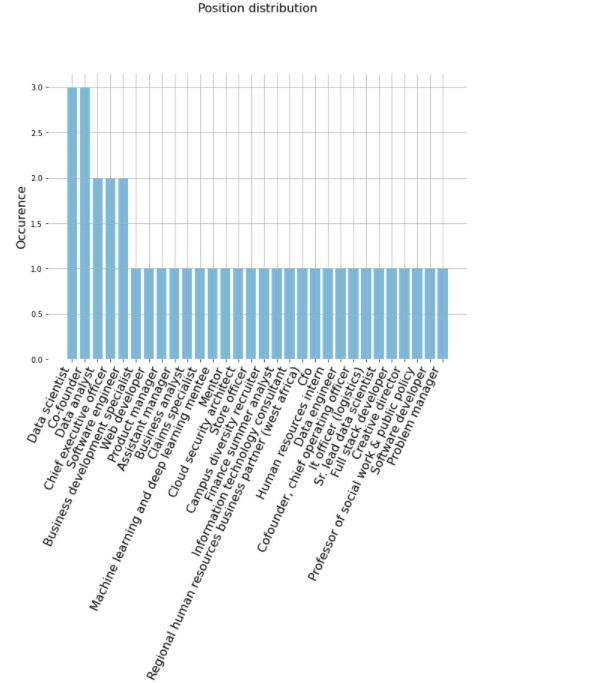 Position distribution
3.0
2.5
2.0
1.5
1.0
0.5
0.0
Occurence
Data scientist
Co-founder
Data analyst
Chief executive officer
Software engineer
Business development specialist
Web developer
Product manager
Assistant manager
Business analyst
Claims specialist
Machine learning and deep learning mentee
Mentor
Cloud security architect
Store officer
Campus diversity recruiter
Finance summer analyst
Information technology consultant
Regional human resources business partner (west africa)
Cfo
Human resources intern
Data engineer
Cofounder, chief operating officer
It officer (logistics)
Sr. lead data scientist
Full stack developer
Creative director
Professor of social work & public policy
Software developer
Problem manager